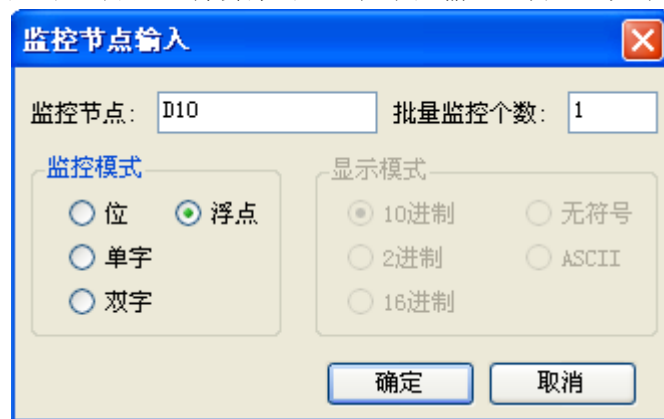 监控节点输入
监控节点: D10 批量监控个数: 1
监控模式 显示模式
位 浮点 10进制 无符号
单字 2进制 ASCII
双字 16进制
确定 取消